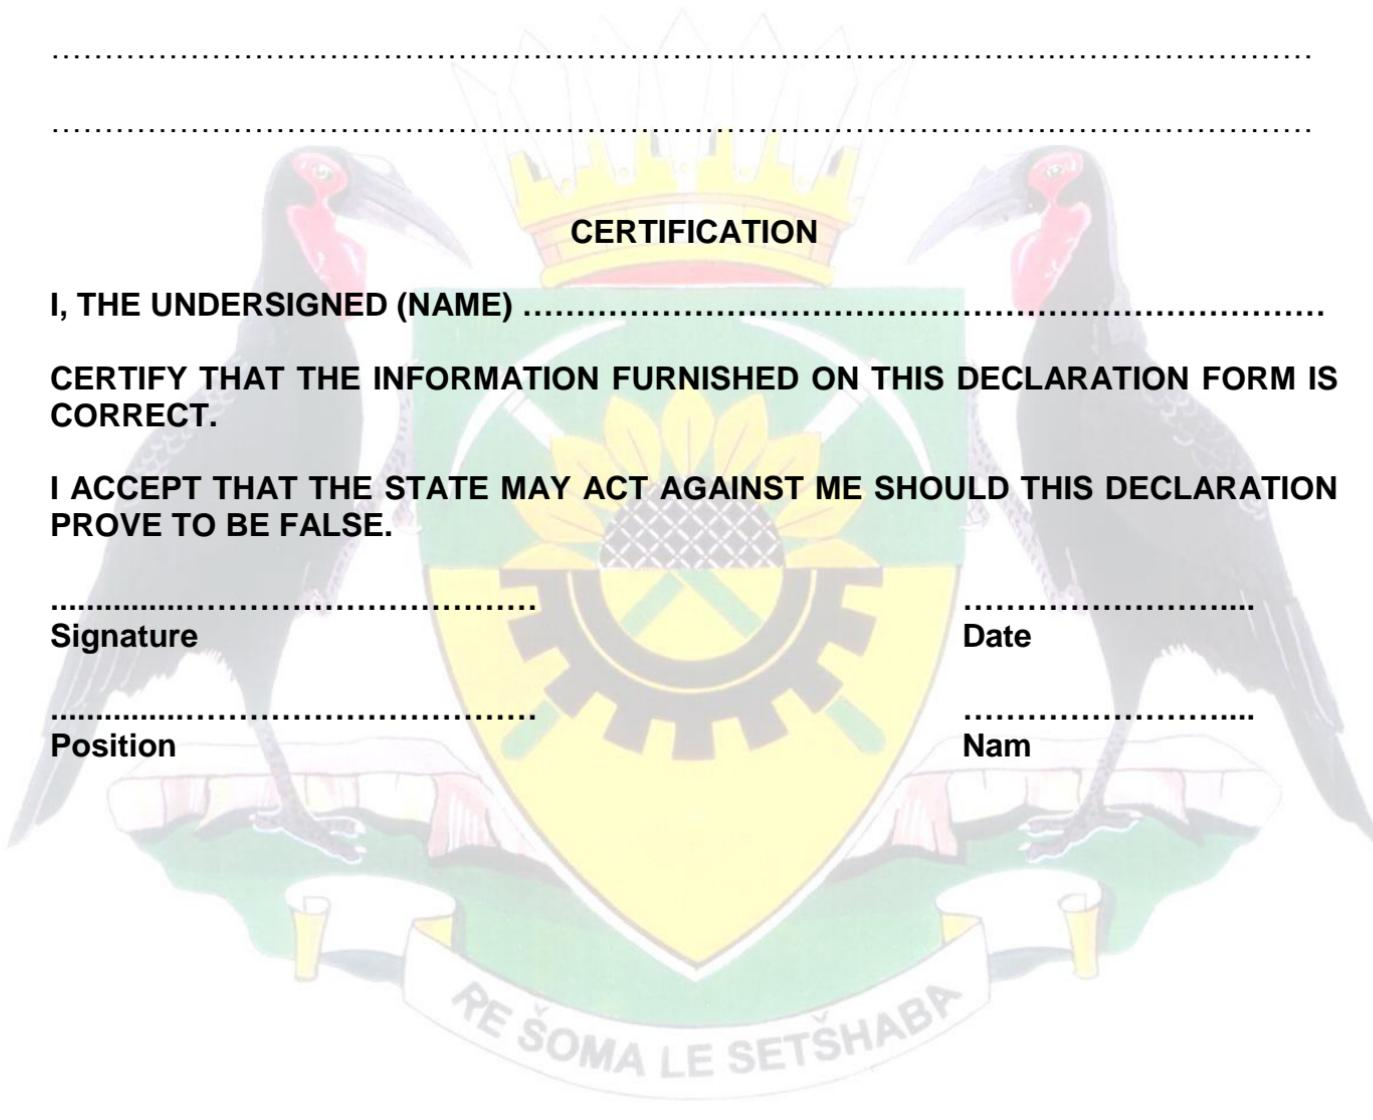 ……………………………………………………………………………………………………………
……………………………………………………………………………………………………………
CERTIFICATION
I, THE UNDERSIGNED (NAME) …………………………………………………………………
CERTIFY THAT THE INFORMATION FURNISHED ON THIS DECLARATION FORM IS
CORRECT.
I ACCEPT THAT THE STATE MAY ACT AGAINST ME SHOULD THIS DECLARATION
PROVE TO BE FALSE.
...............…………………………… ……………………....
Signature Date
...............…………………………… ……………………....
Position Nam
RE ŠOMA LE SETŠHABA